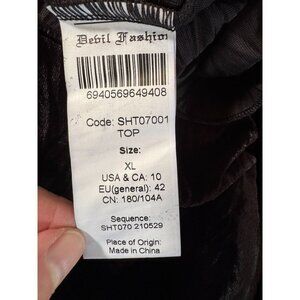 Devil Fashion
6940569649408
Code: SHT07001
TOP
Size:
XL
USA & CA: 10
EU(general): 42
CN: 180/104A
Sequence:
SHT070 210529
Place of Origin:
Made in China